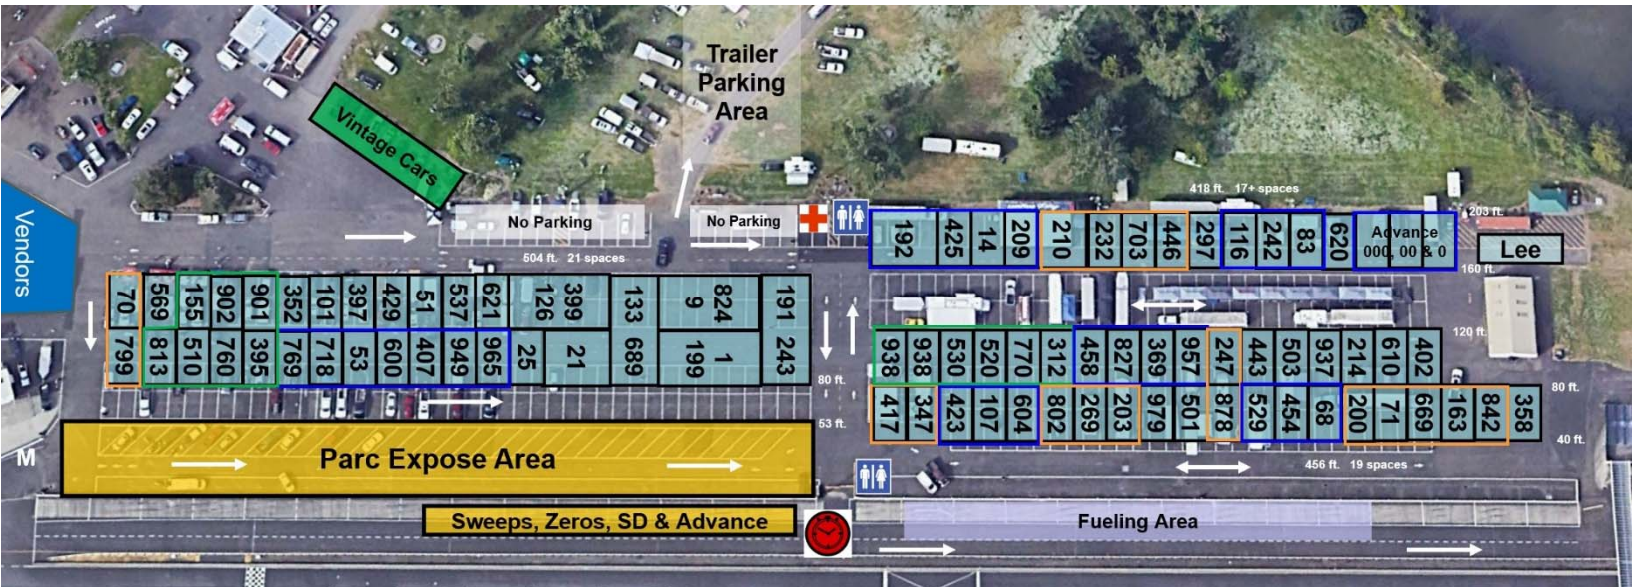 Trailer
Parking
Area
Vintage Cars
Vendors
No Parking
No Parking
504 ft. 21 spaces
418 ft. 17+ spaces
203 ft.
192 425 14 209 210 232 703 446 297 116 242 83 620
Advance
000, 00 & 0
Lee
160 ft.
70 569 155 902 901 352 101 397 429 51 537 621 126 399 133 9 824 191
799 813 510 760 395 769 718 53 600 407 949 965 25 21 689 199 1 243
120 ft.
938 938 530 520 770 312 458 827 369 957 247 443 503 937 214 610 402
80 ft.
80 ft.
417 347 423 107 604 802 269 203 979 501 878 529 454 68 200 71 669 163 842 358
53 ft.
40 ft.
M
Parc Expose Area
456 ft. 19 spaces
Sweeps, Zeros, SD & Advance
Fueling Area